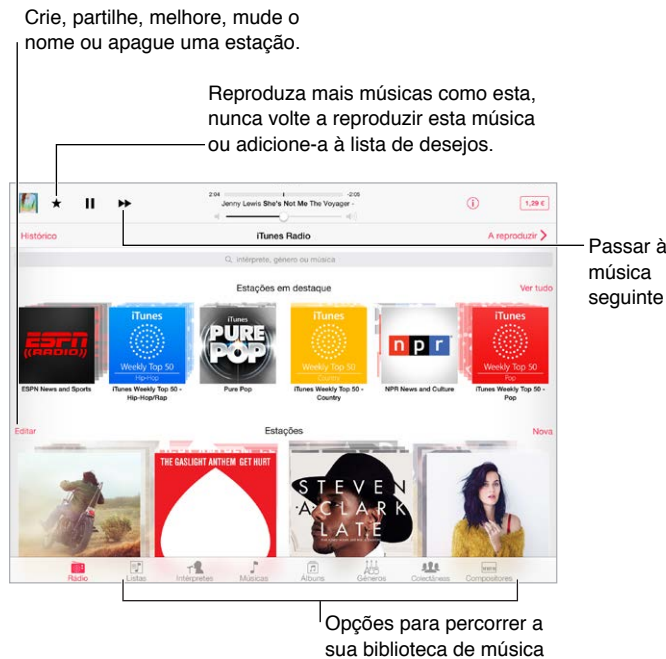 Crie, partilhe, melhore, mude o
nome ou apague uma estação.
Reproduza mais músicas como esta,
nunca volte a reproduzir esta música
ou adicione-a à lista de desejos.
2:04 -2:05
Jenny Lewis She's Not Me The Voyager -
1,29 €
Histórico iTunes Radio A reproduzir
Passar à
música
seguinte
intérprete, género ou música
Estações em destaque Ver tudo
ESPN ((RADIO))
iTunes Weekly Top 50 Hip-Hop
iTunes PURE POP
iTunes Weekly Top 50 Country
npr
iTunes Weekly Top 50 Pop
ESPN News and Sports
iTunes Weekly Top 50 -
Hip-Hop/Rap
Pure Pop
iTunes Weekly Top 50 -
Country
NPR News and Culture
iTunes Weekly Top 50 -
Pop
Editar Estações Nova
THE GASLIGHT ANTHEM GET HURT
STEVEN
A CLARK
LATE
Rádio Listas Intérpretes Músicas Álbuns Géneros Colectâneas Compositores
Opções para percorrer a
sua biblioteca de música